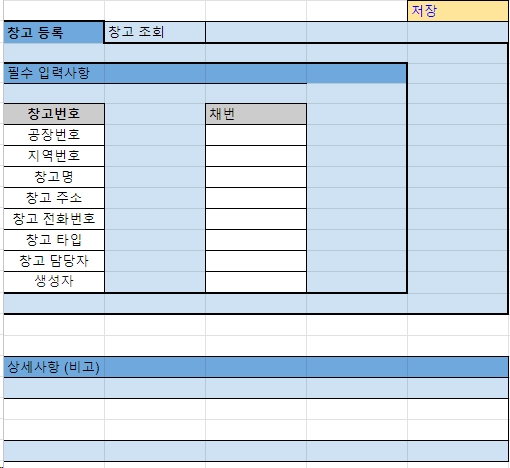 저장
창고 등록 창고 조회
필수 입력사항
창고번호 채번
공장번호
지역번호
창고명
창고 주소
창고 전화번호
창고 타입
창고 담당자
생성자
상세사항 (비고)